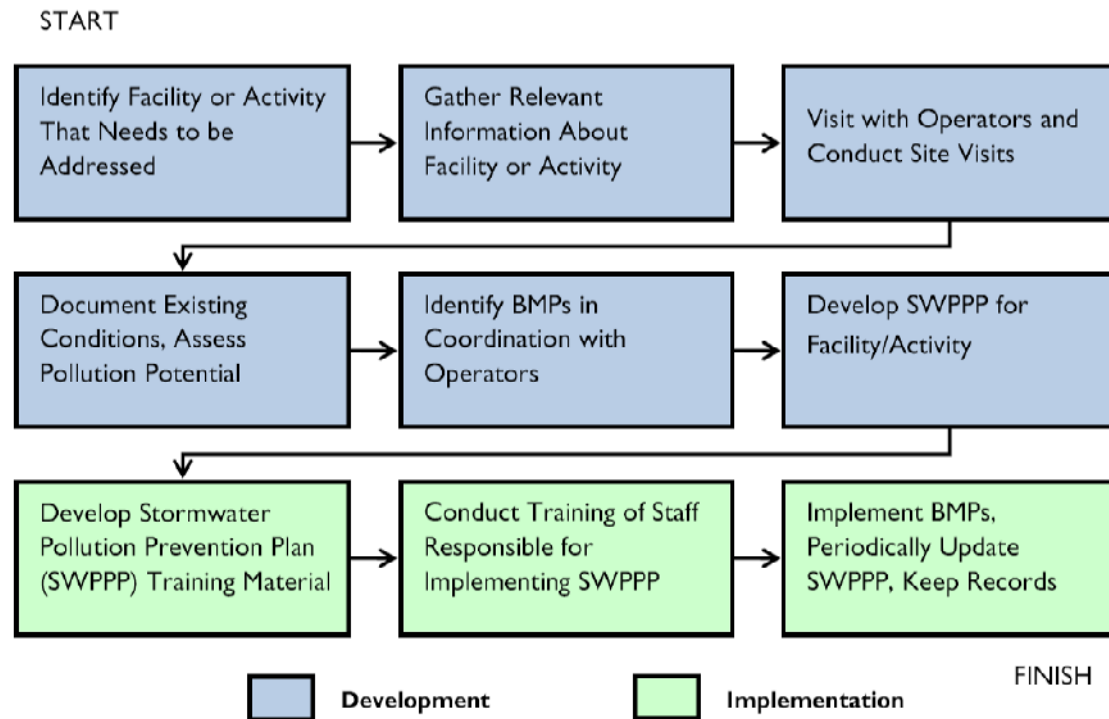 START
Identify Facility or Activity
That Needs to be
Addressed
Gather Relevant
Information About
Facility or Activity
Visit with Operators and
Conduct Site Visits
Document Existing
Conditions, Assess
Pollution Potential
Identify BMPs in
Coordination with
Operators
Develop SWPPP for
Facility/Activity
Develop Stormwater
Pollution Prevention Plan
(SWPPP) Training Material
Conduct Training of Staff
Responsible for
Implementing SWPPP
Implement BMPs,
Periodically Update
SWPPP, Keep Records
FINISH
Development
Implementation